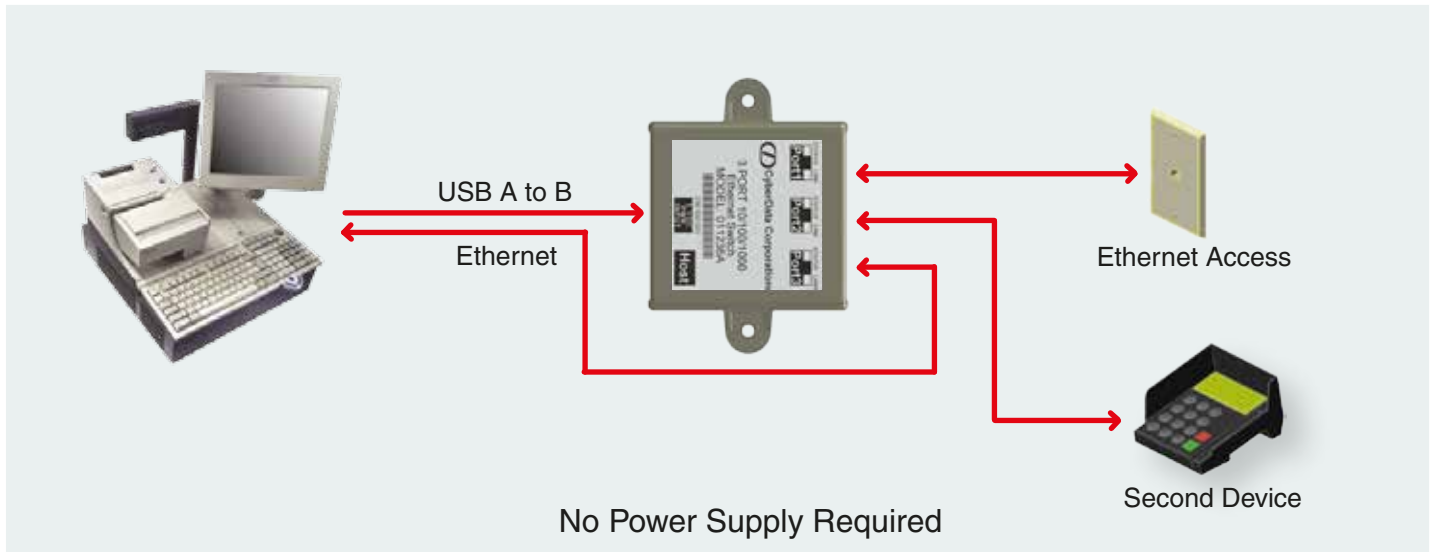 USB A to B
Ethernet
CyberData Corporation
3 PORT 10/100/1000
Ethernet Switch
MODEL 011236A
Port1
Port2
Port3
Host
Ethernet Access
Second Device
No Power Supply Required